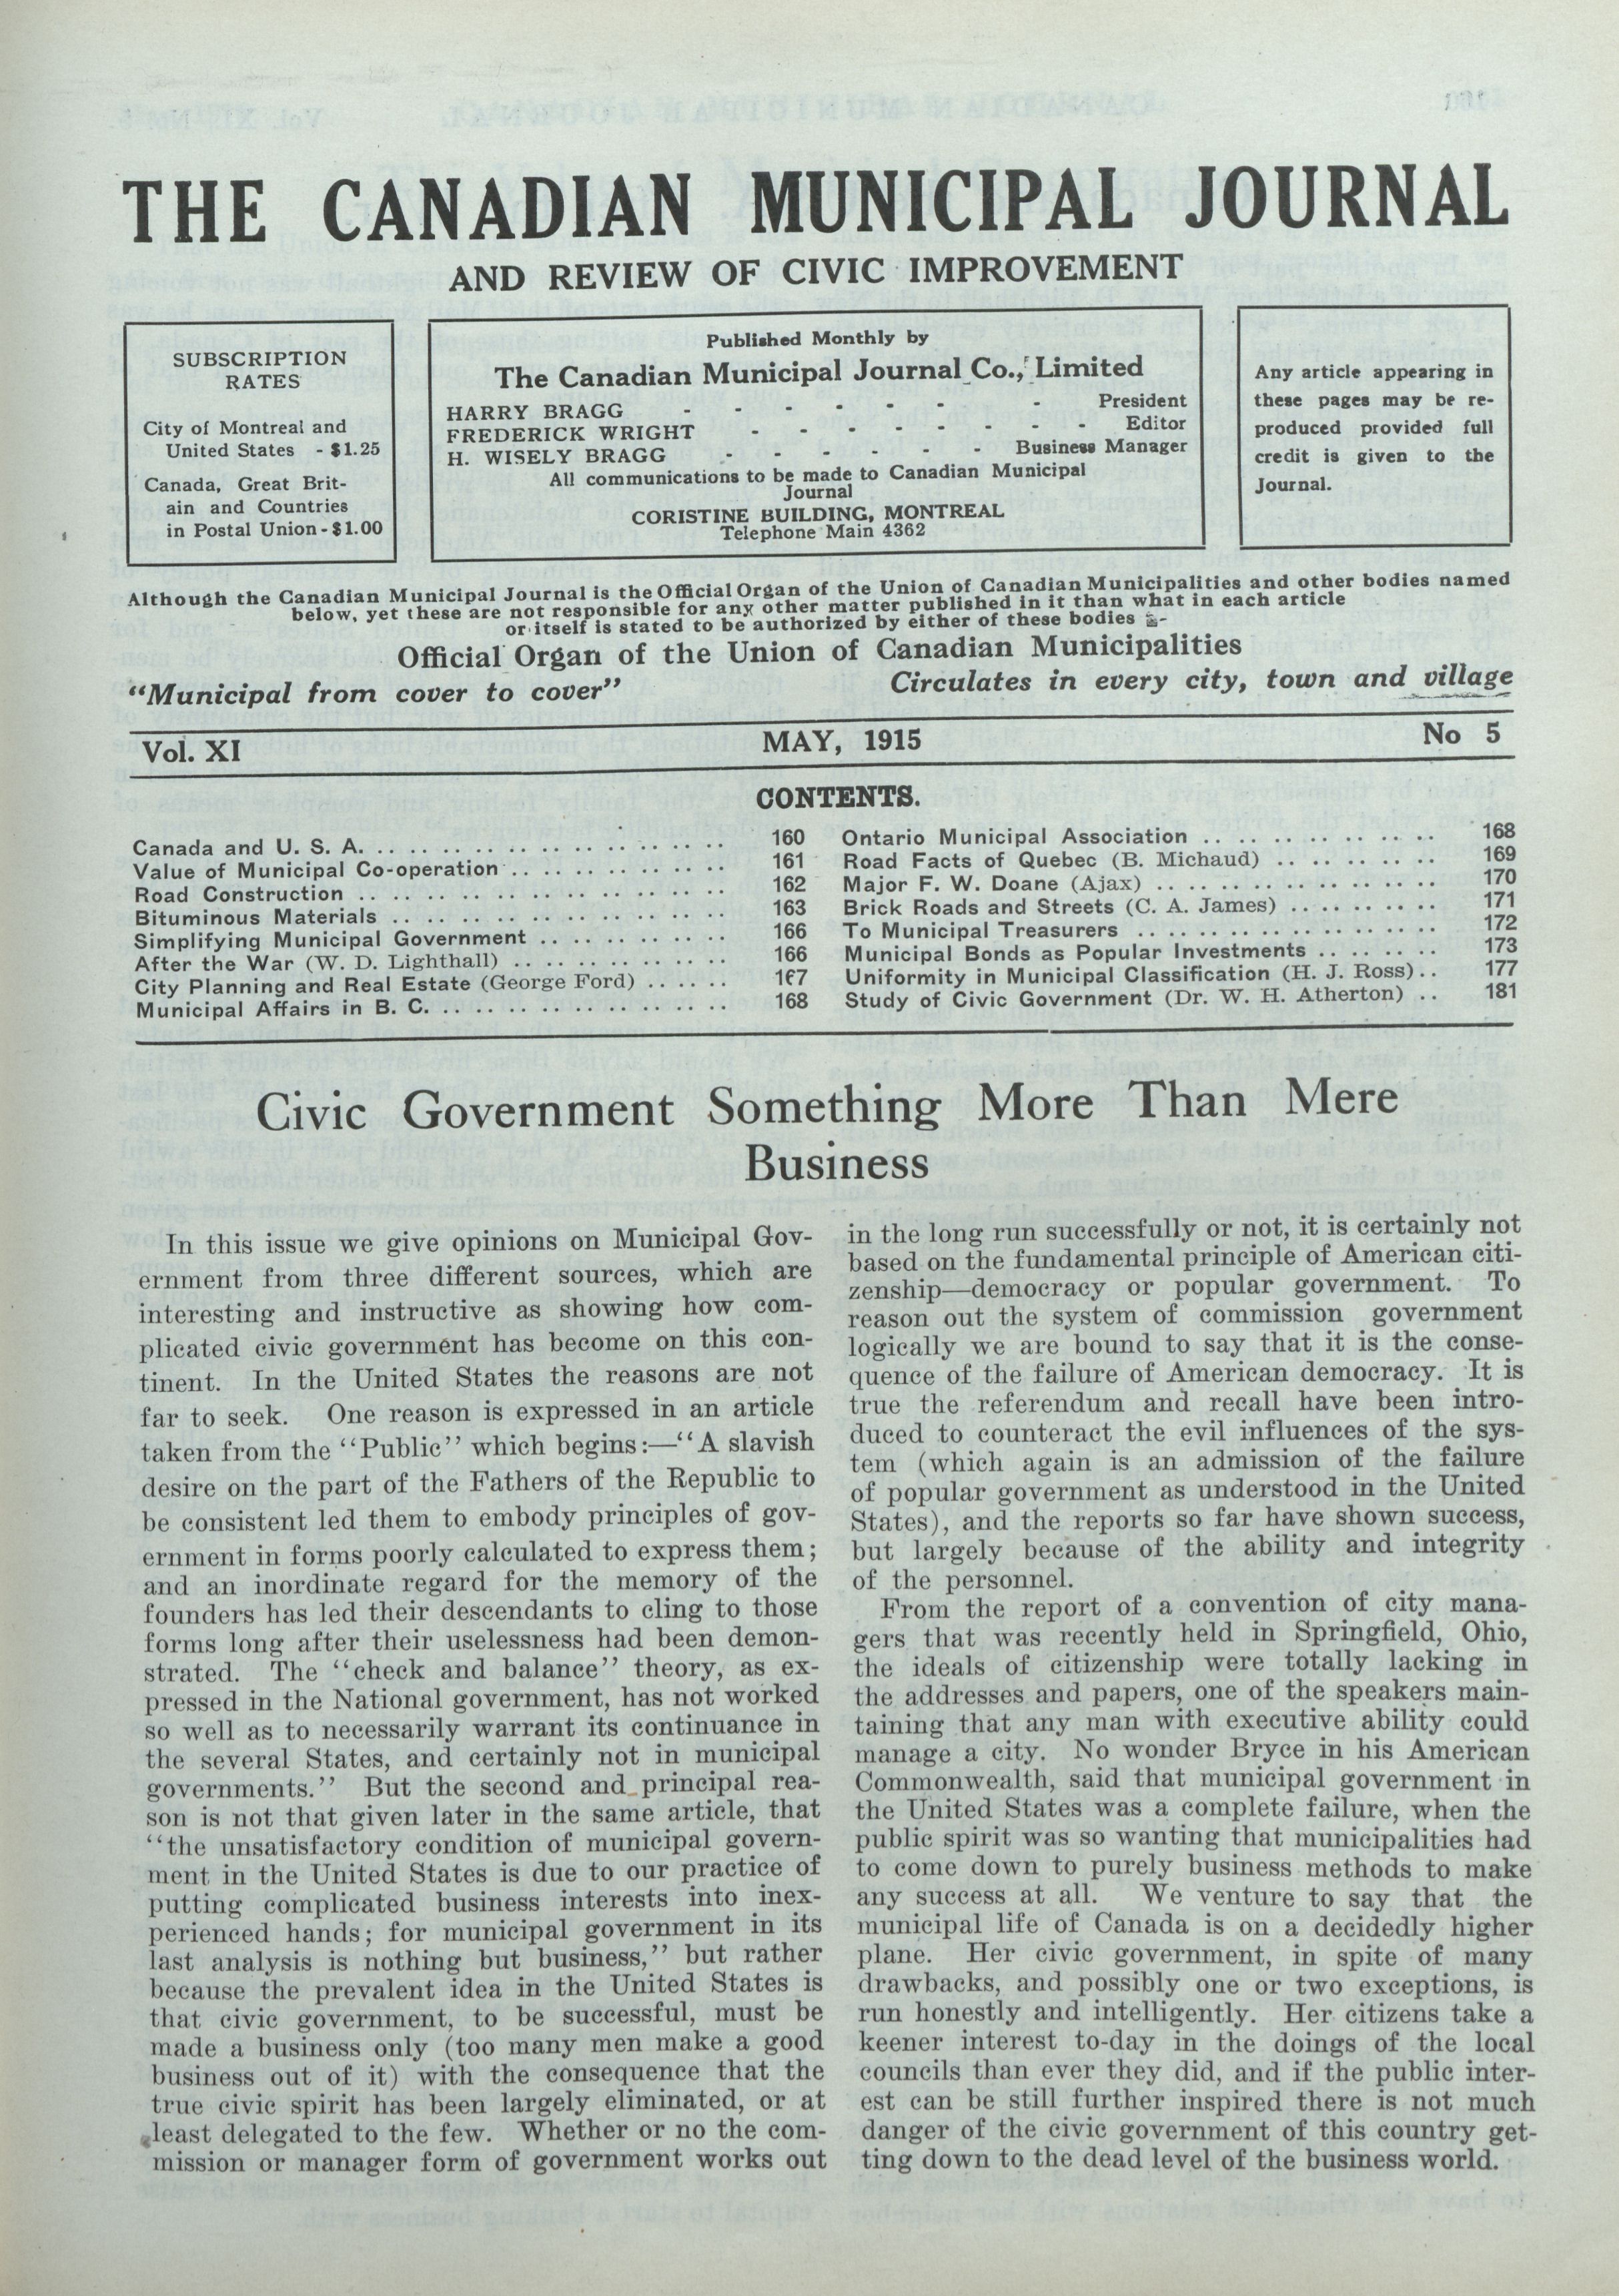 THE CANADIAN MUNICIPAL JOURNAL
AND REVIEW OF CIVIC IMPROVEMENT
SUBSCRIPTION
RATES
City of Montreal and
United States - $1.25
Canada, Great Brit-
ain and Countries
in Postal Union - $1.00
Published Monthly by
The Canadian Municipal Journal Co., Limited
HARRY BRAGG - - - - - - - President
FREDERICK WRIGHT - - - - - - - Editor
H. WISELY BRAGG - - - - - - Business Manager
All communications to be made to Canadian Municipal
Journal
CORISTINE BUILDING, MONTREAL
Telephone Main 4362
Any article appearing in
these pages may be re-
produced provided full
credit is given to the
Journal.
Although the Canadian Municipal Journal is the Official Organ of the Union of Canadian Municipalities and other bodies named
below, yet these are not responsible for any other matter published in it than what in each article
or itself is stated to be authorized by either of these bodies
Official Organ of the Union of Canadian Municipalities
"Municipal from cover to cover" Circulates in every city, town and village
Vol. XI MAY, 1915 No 5
CONTENTS.
Canada and U. S. A. .. .. .. .. .. .. .. .. .. .. .. 160
Value of Municipal Co-operation .. .. .. .. .. .. .. 161
Road Construction .. .. .. .. .. .. .. .. .. .. .. 162
Bituminous Materials .. .. .. .. .. .. .. .. .. .. 163
Simplifying Municipal Government .. .. .. .. .. .. 166
After the War (W. D. Lighthall) .. .. .. .. .. .. .. 166
City Planning and Real Estate (George Ford) .. .. .. 167
Municipal Affairs in B. C. .. .. .. .. .. .. .. .. .. 168
Ontario Municipal Association .. .. .. .. .. .. .. 168
Road Facts of Quebec (B. Michaud) .. .. .. .. .. 169
Major F. W. Doane (Ajax) .. .. .. .. .. .. .. .. 170
Brick Roads and Streets (C. A. James) .. .. .. .. .. 171
To Municipal Treasurers .. .. .. .. .. .. .. .. .. 172
Municipal Bonds as Popular Investments .. .. .. .. 173
Uniformity in Municipal Classification (H. J. Ross) .. 177
Study of Civic Government (Dr. W. H. Atherton) .. 181
Civic Government Something More Than Mere
Business
In this issue we give opinions on Municipal Gov-
ernment from three different sources, which are
interesting and instructive as showing how com-
plicated civic government has become on this con-
tinent. In the United States the reasons are not
far to seek. One reason is expressed in an article
taken from the "Public" which begins:—"A slavish
desire on the part of the Fathers of the Republic to
be consistent led them to embody principles of gov-
ernment in forms poorly calculated to express them;
and an inordinate regard for the memory of the
founders has led their descendants to cling to those
forms long after their uselessness had been demon-
strated. The "check and balance" theory, as ex-
pressed in the National government, has not worked
so well as to necessarily warrant its continuance in
the several States, and certainly not in municipal
governments." But the second and principal rea-
son is not that given later in the same article, that
"the unsatisfactory condition of municipal govern-
ment in the United States is due to our practice of
putting complicated business interests into inex-
perienced hands; for municipal government in its
last analysis is nothing but business," but rather
because the prevalent idea in the United States is
that civic government, to be successful, must be
made a business only (too many men make a good
business out of it) with the consequence that the
true civic spirit has been largely eliminated, or at
least delegated to the few. Whether or no the com-
mission or manager form of government works out
in the long run successfully or not, it is certainly not
based on the fundamental principle of American citi-
zenship—democracy or popular government. To
reason out the system of commission government
logically we are bound to say that it is the conse-
quence of the failure of American democracy. It is
true the referendum and recall have been intro-
duced to counteract the evil influences of the sys-
tem (which again is an admission of the failure
of popular government as understood in the United
States), and the reports so far have shown success,
but largely because of the ability and integrity
of the personnel.
From the report of a convention of city mana-
gers that was recently held in Springfield, Ohio,
the ideals of citizenship were totally lacking in
the addresses and papers, one of the speakers main-
taining that any man with executive ability could
manage a city. No wonder Bryce in his American
Commonwealth, said that municipal government in
the United States was a complete failure, when the
public spirit was so wanting that municipalities had
to come down to purely business methods to make
any success at all. We venture to say that the
municipal life of Canada is on a decidedly higher
plane. Her civic government, in spite of many
drawbacks, and possibly one or two exceptions, is
run honestly and intelligently. Her citizens take a
keener interest to-day in the doings of the local
councils than ever they did, and if the public inter-
est can be still further inspired there is not much
danger of the civic government of this country get-
ting down to the dead level of the business world.